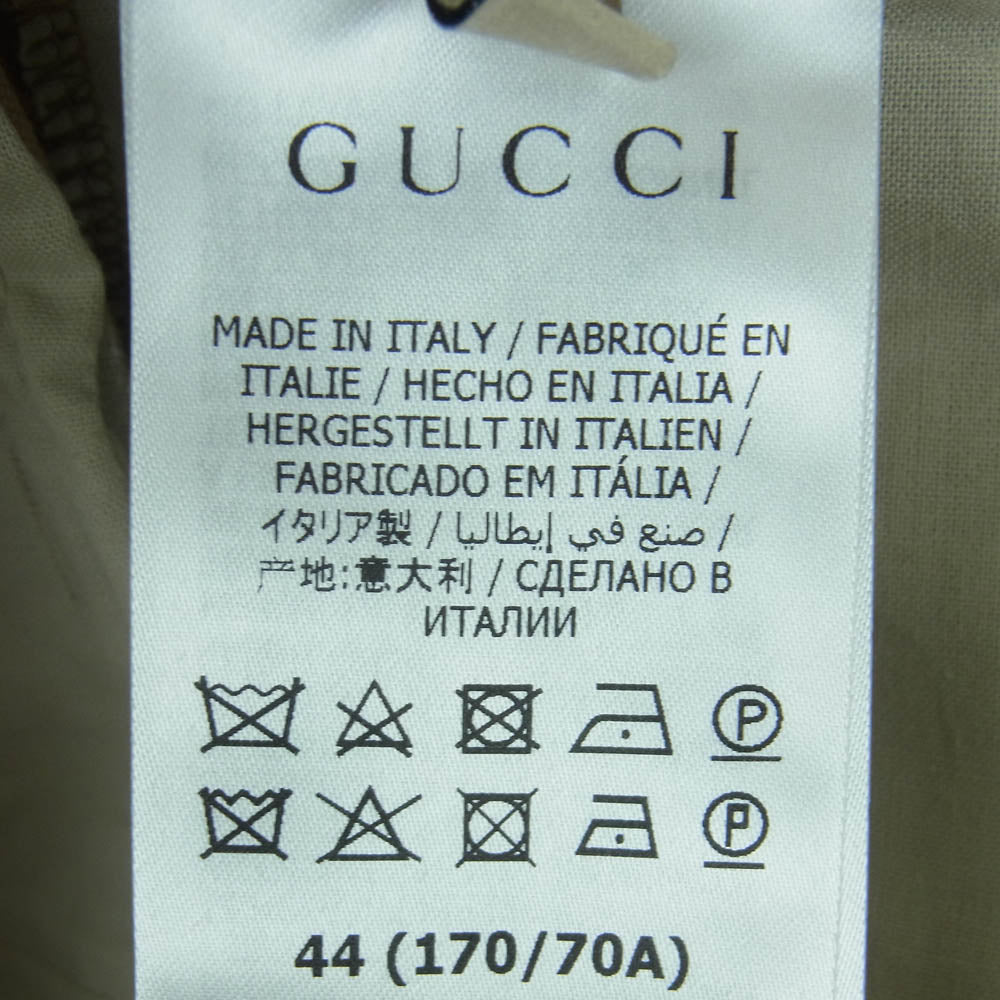 GUCCI
MADE IN ITALY / FABRIQUÉ EN
ITALIE / HECHO EN ITALIA /
HERGESTELLT IN ITALIEN /
FABRICADO EM ITÁLIA /
イタリア製 / صنع في إيطاليا /
产地:意大利 / СДЕЛАНО В
ИТАЛИИ
P
P
44 (170/70A)